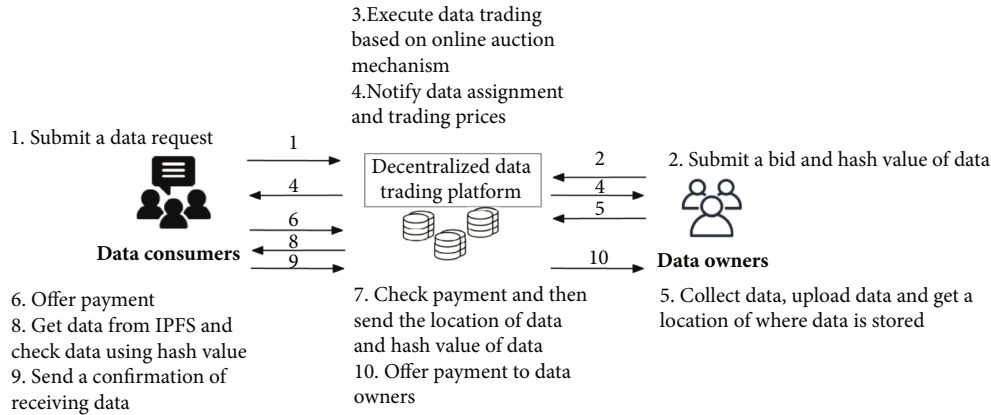 3.Execute data trading
based on online auction
mechanism
4.Notify data assignment
and trading prices
1. Submit a data request
1
4
6
8
9
Decentralized data
trading platform
2
4
5
10
2. Submit a bid and hash value of data
Data consumers
Data owners
6. Offer payment
8. Get data from IPFS and
check data using hash value
9. Send a confirmation of
receiving data
7. Check payment and then
send the location of data
and hash value of data
10. Offer payment to data
owners
5. Collect data, upload data and get a
location of where data is stored